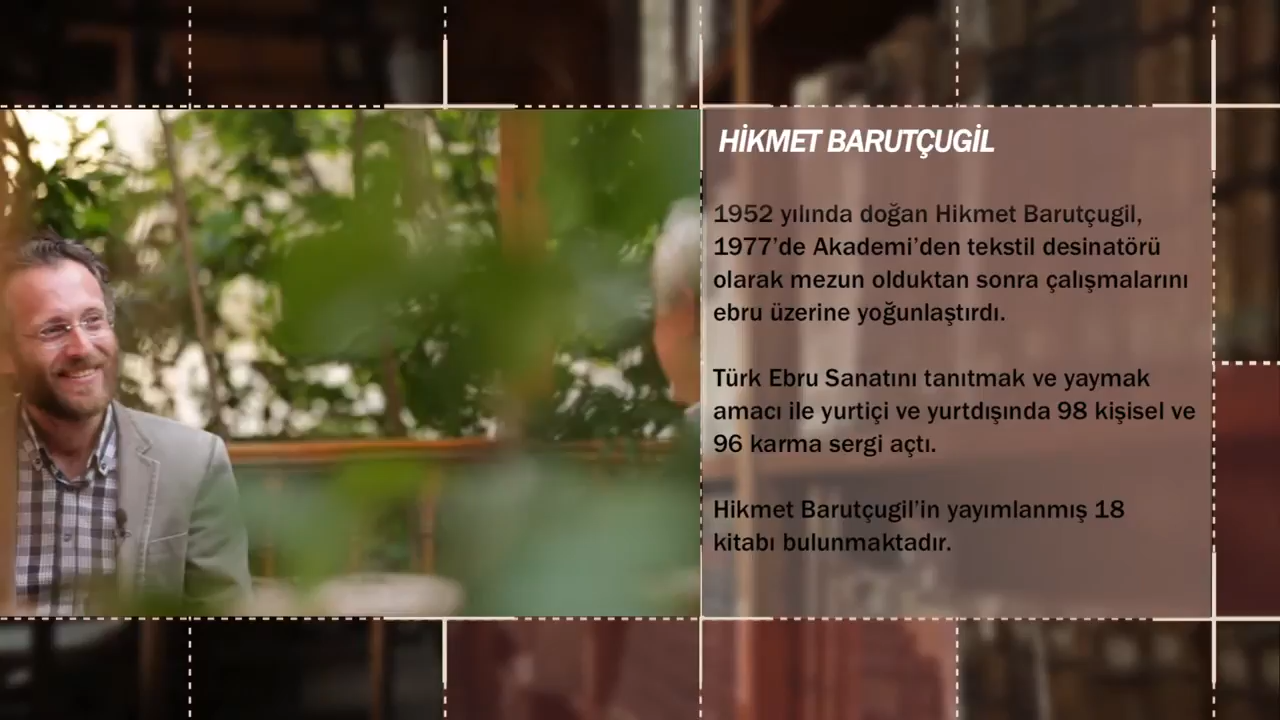 HİKMET BARUTÇUGİL
1952 yılında doğan Hikmet Barutçugil,
1977’de Akademi’den tekstil desinatörü
olarak mezun olduktan sonra çalışmalarını
ebru üzerine yoğunlaştırdı.
Türk Ebru Sanatını tanıtmak ve yaymak
amacı ile yurtiçi ve yurtdışında 98 kişisel ve
96 karma sergi açtı.
Hikmet Barutçugil’in yayımlanmış 18
kitabı bulunmaktadır.